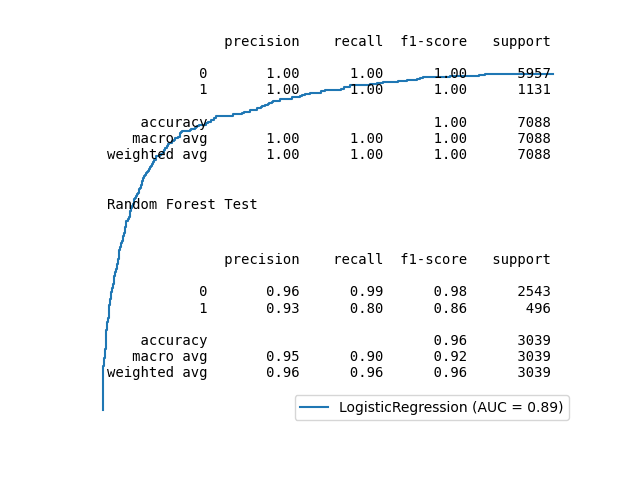 precision recall f1-score support
0 1.00 1.00 1.00 5957
1 1.00 1.00 1.00 1131
accuracy 1.00 7088
macro avg 1.00 1.00 1.00 7088
weighted avg 1.00 1.00 1.00 7088
Random Forest Test
precision recall f1-score support
0 0.96 0.99 0.98 2543
1 0.93 0.80 0.86 496
accuracy 0.96 3039
macro avg 0.95 0.90 0.92 3039
weighted avg 0.96 0.96 0.96 3039
LogisticRegression (AUC = 0.89)